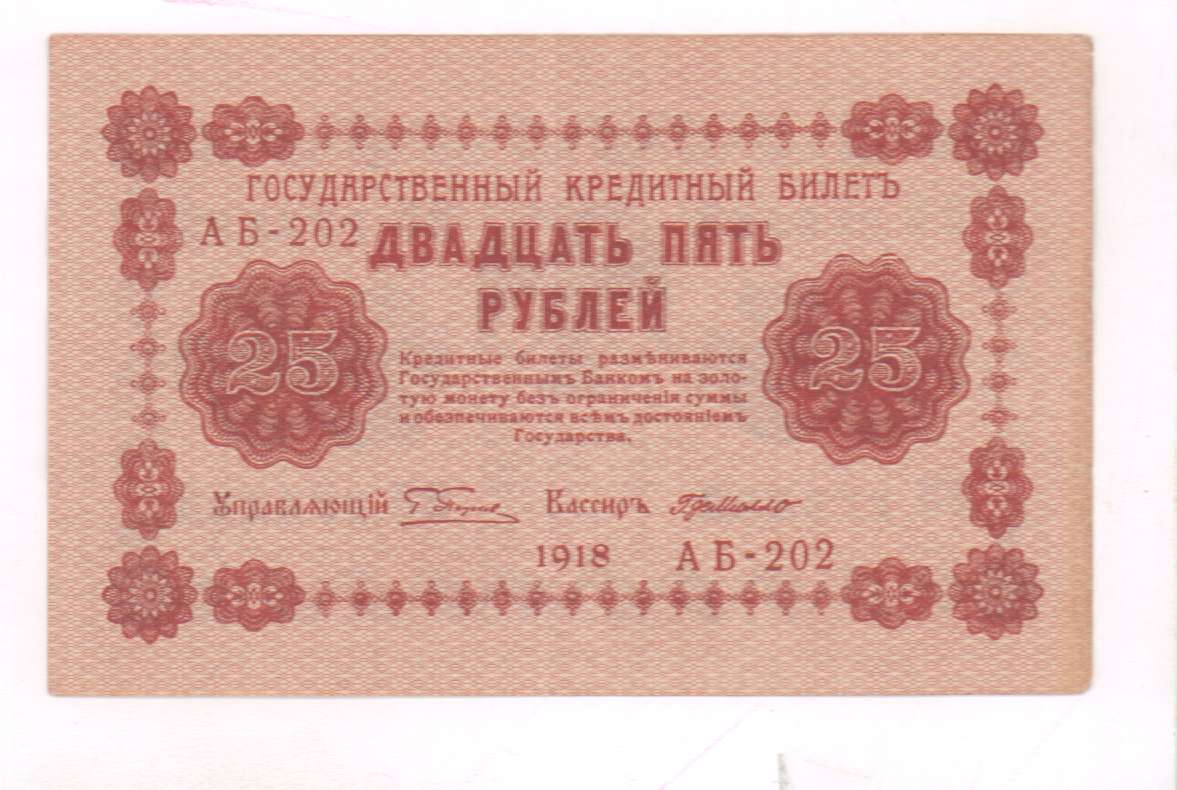 ГОСУДАРСТВЕННЫЙ КРЕДИТНЫЙ БИЛЕТЪ
АБ-202
ДВАДЦАТЬ ПЯТЬ
РУБЛЕЙ
25
25
Кредитные билеты размѣниваются
Государственнымъ Банкомъ на золо-
тую монету безъ ограниченія суммы
и обезпечиваются всѣмъ достояніемъ
Государства.
Управляющій
Кассиръ
1918 АБ-202